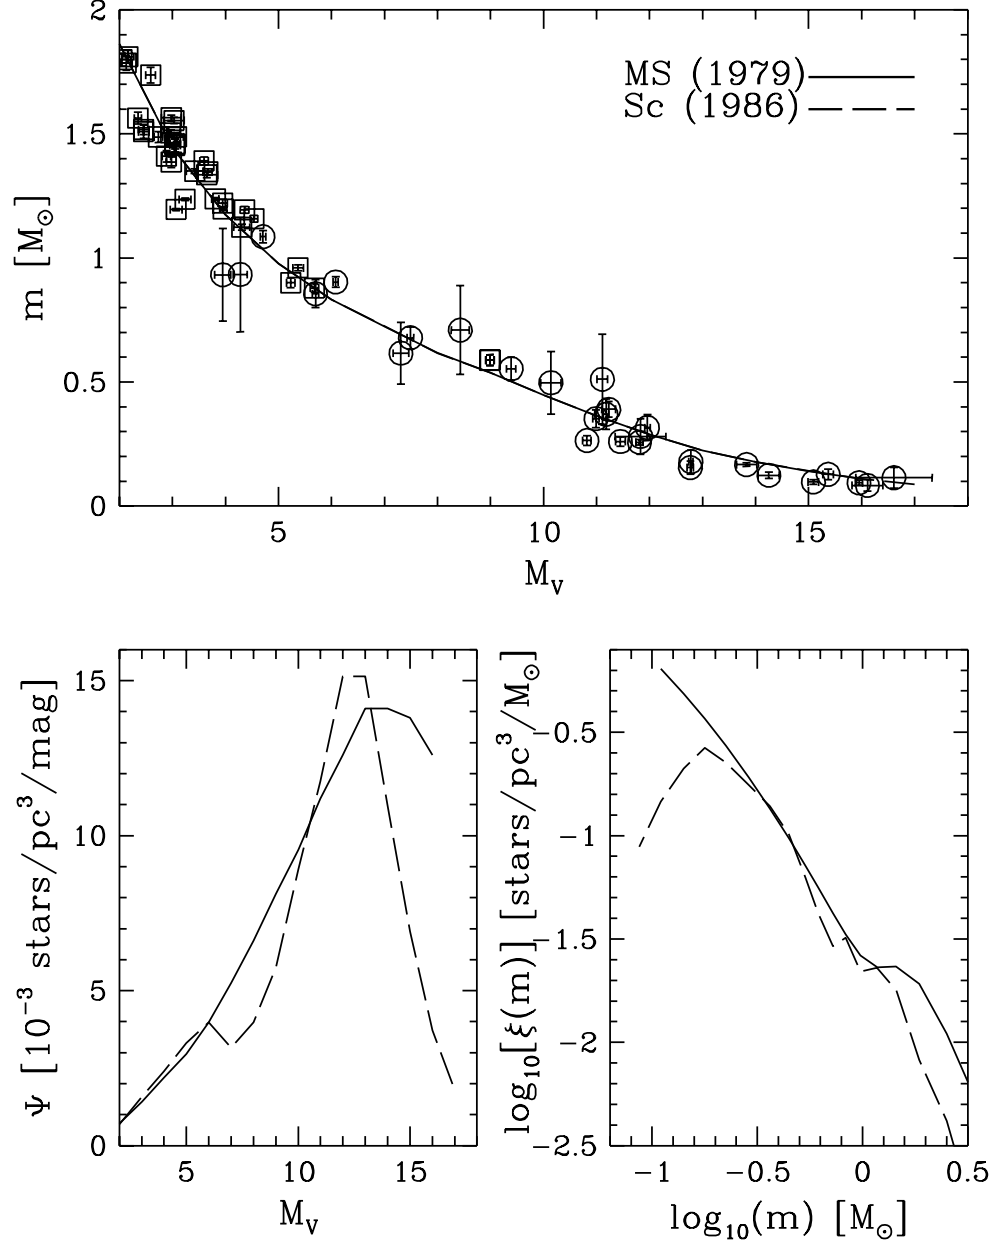 2
1.5
1
0.5
0
m [M⊙]
MS (1979)
Sc (1986)
5 10 15
M_V
15
10
5
0
Ψ [10⁻³ stars/pc³/mag]
5 10 15
M_V
-0.5
-1
-1.5
-2
-2.5
log₁₀[ξ(m)] [stars/pc³/M⊙]
-1 -0.5 0 0.5
log₁₀(m) [M⊙]